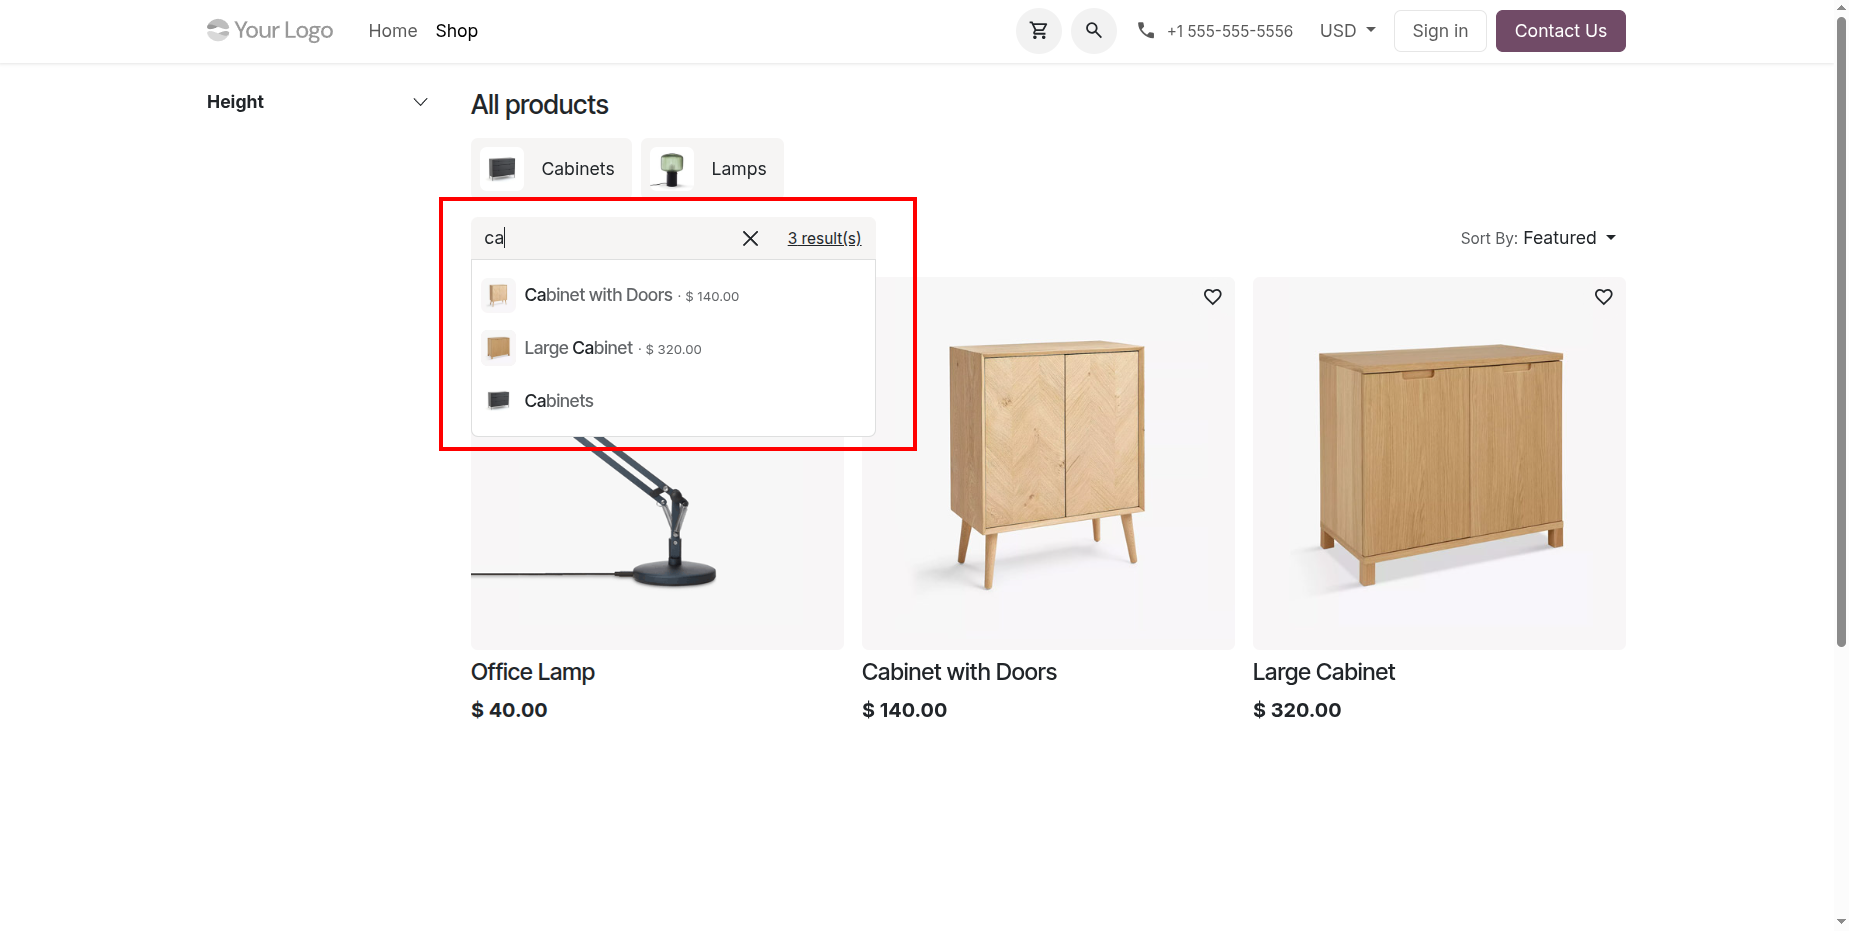 Your Logo Home Shop +1 555-555-5556 USD Sign in Contact Us
Height
All products
Cabinets Lamps
ca 3 result(s)
Sort By: Featured
Cabinet with Doors · $ 140.00
Large Cabinet · $ 320.00
Cabinets
Office Lamp
$ 40.00
Cabinet with Doors
$ 140.00
Large Cabinet
$ 320.00